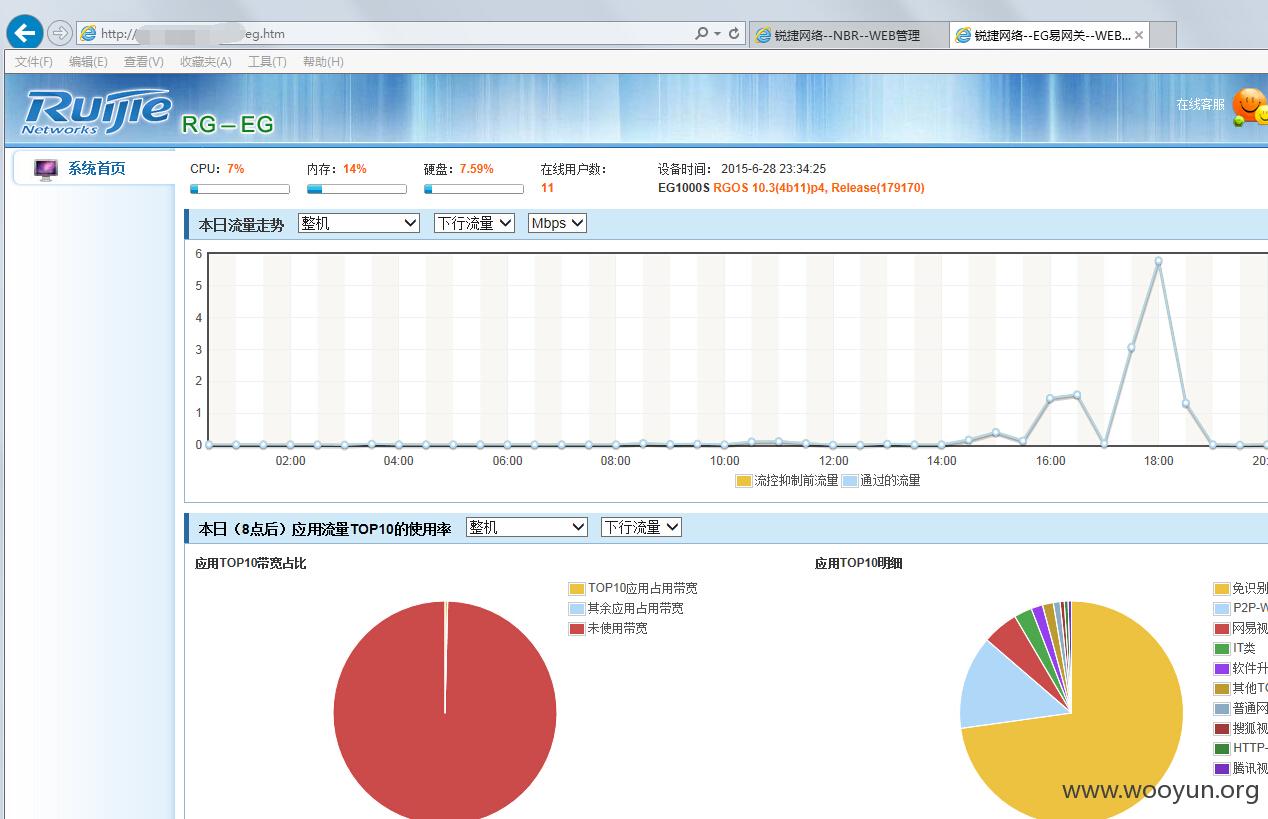 http:// eg.htm
锐捷网络--NBR--WEB管理
锐捷网络--EG易网关--WEB...
文件(F) 编辑(E) 查看(V) 收藏夹(A) 工具(T) 帮助(H)
Ruijie
Networks
RG-EG
在线客服
系统首页
CPU: 7%
内存: 14%
硬盘: 7.59%
在线用户数:
11
设备时间: 2015-6-28 23:34:25
EG1000S RGOS 10.3(4b11)p4, Release(179170)
本日流量走势 整机 下行流量 Mbps
6
5
4
3
2
1
0
02:00 04:00 06:00 08:00 10:00 12:00 14:00 16:00 18:00 20:
流控抑制前流量 通过的流量
本日（8点后）应用流量TOP10的使用率 整机 下行流量
应用TOP10带宽占比
TOP10应用占用带宽
其余应用占用带宽
未使用带宽
应用TOP10明细
免识别
P2P-W
网易视
IT类
软件升
其他TO
普通网
搜狐视
HTTP-
腾讯视
www.wooyun.org